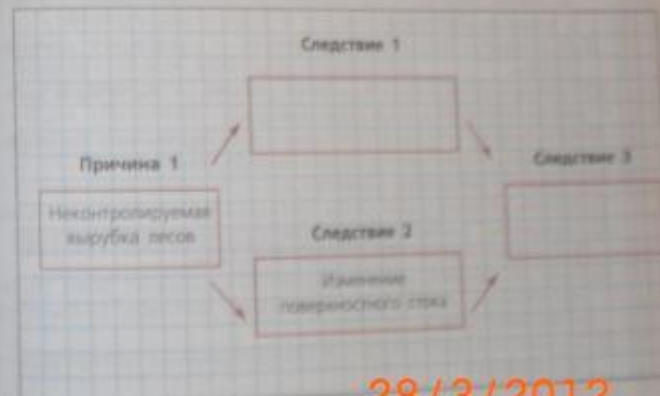 Следствие 1
Причина 1
Следствие 3
Неконтролируемая
вырубка лесов
Следствие 2
Изменение
поверхностного стока
28/3/2012